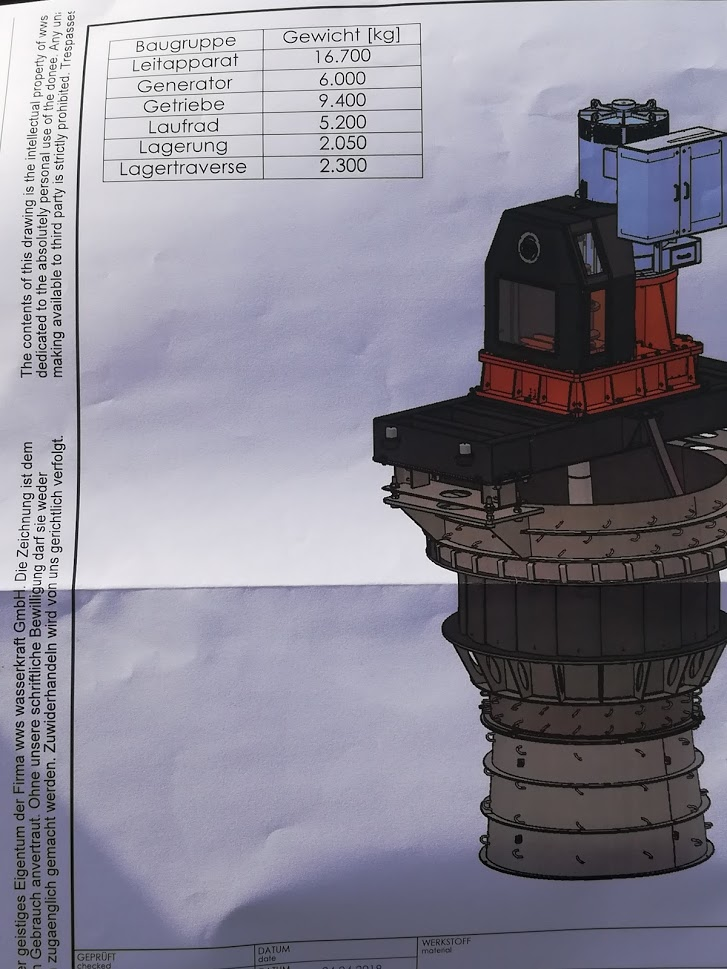 Baugruppe Gewicht [kg]
Leitapparat 16.700
Generator 6.000
Getriebe 9.400
Laufrad 5.200
Lagerung 2.050
Lagertraverse 2.300
The contents of this drawing is the intellectual property of wws
dedicated to the absolutely personal use of the donee. Any
making available to third party is strictly prohibited.
geistiges Eigentum der Firma wws wasserkraft GmbH. Die Zeichnung ist dem
Gebrauch anvertraut. Ohne unsere schriftliche Bewilligung darf sie weder
zugaenglich gemacht werden. Zuwiderhandeln wird von uns gerichtlich verfolgt.
GEPRÜFT
checked
DATUM
date
DATUM
WERKSTOFF
material